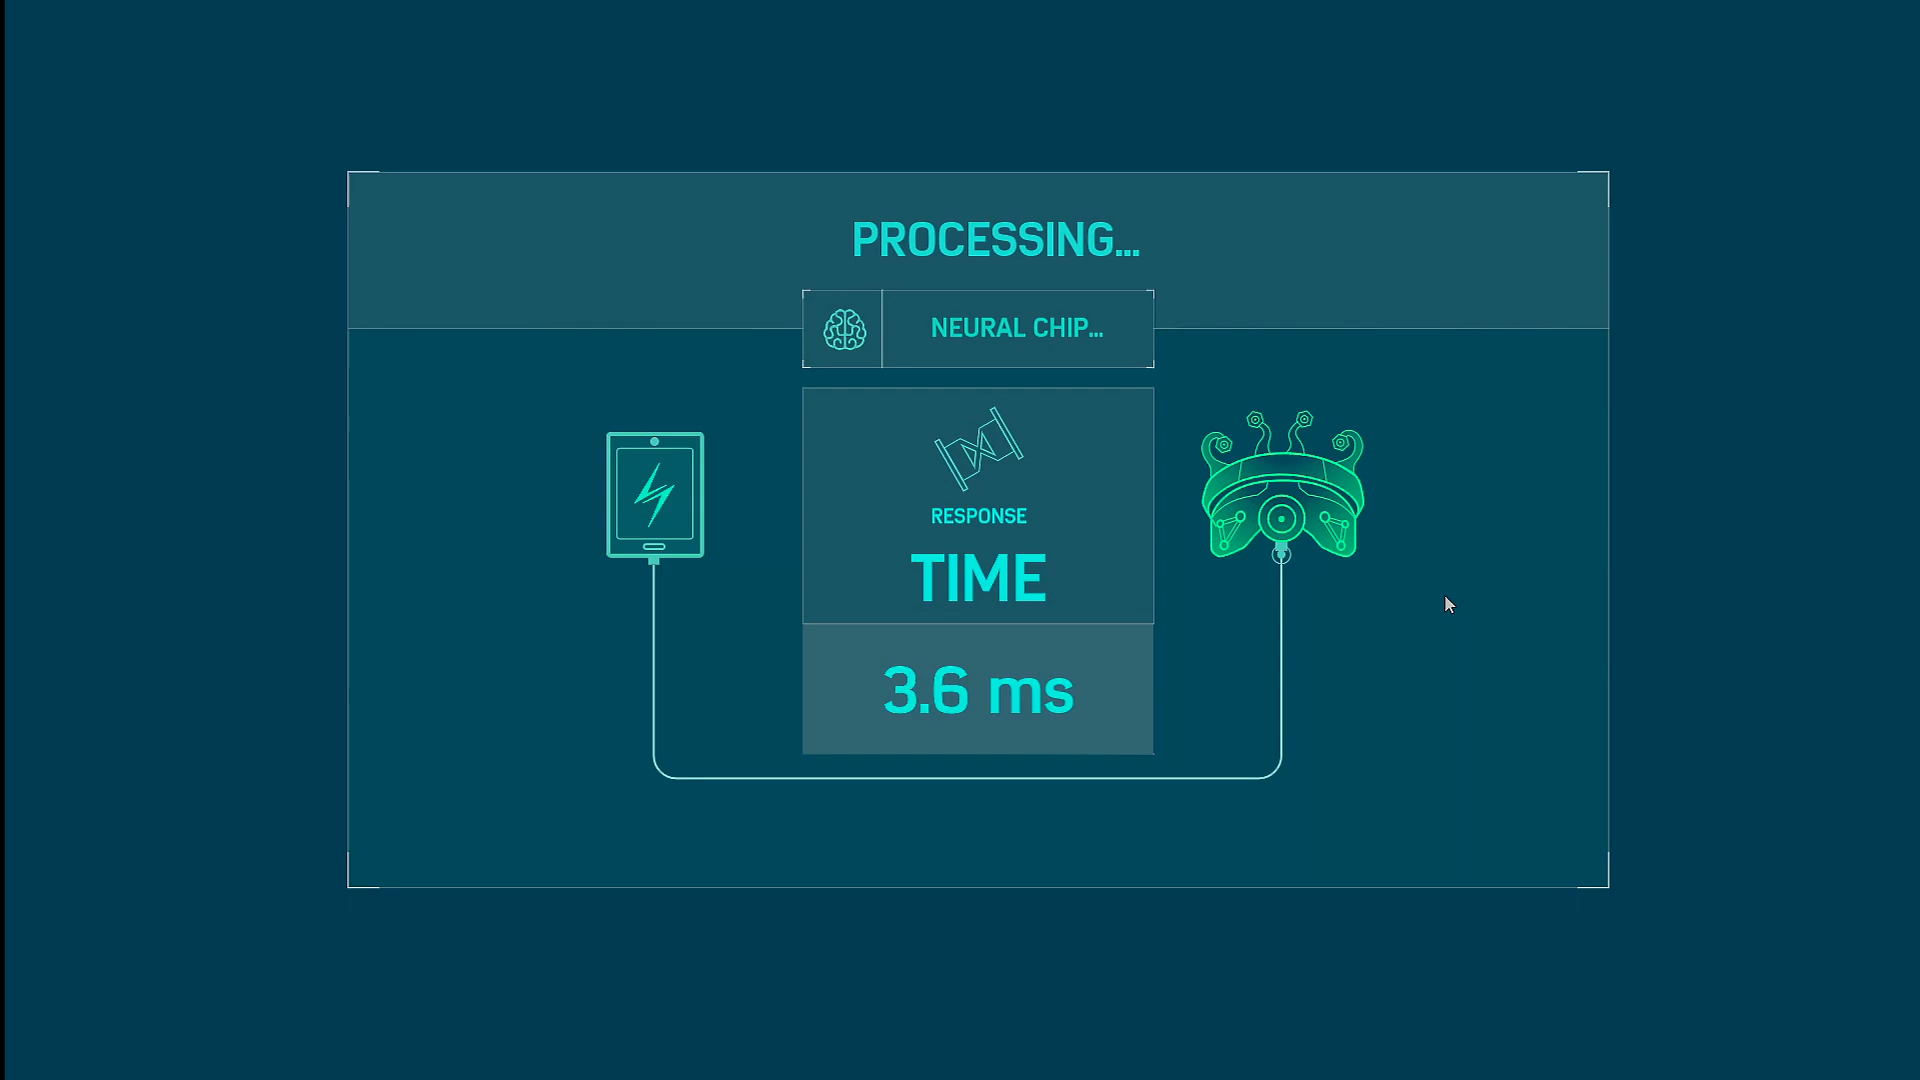 PROCESSING...
NEURAL CHIP...
RESPONSE
TIME
3.6 ms